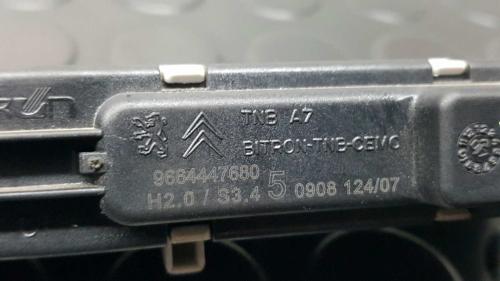 TNB A7
BITRON-TNB-CEMC
9664447680
H2.0 / S3.4 5 0908 124/07